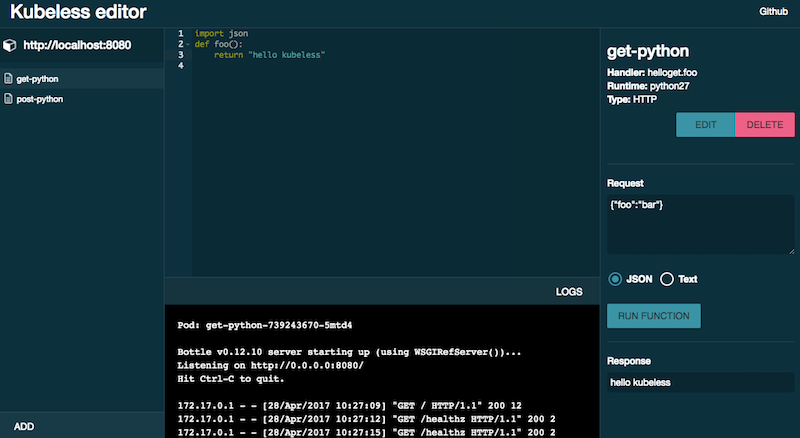 Kubeless editor
Github
http://localhost:8080
get-python
post-python
ADD
1 import json
2 def foo():
3 return "hello kubeless"
4
LOGS
Pod: get-python-739243670-5mtd4
Bottle v0.12.10 server starting up (using WSGIRefServer())...
Listening on http://0.0.0.0:8080/
Hit Ctrl-C to quit.
172.17.0.1 - - [28/Apr/2017 10:27:09] "GET / HTTP/1.1" 200 12
172.17.0.1 - - [28/Apr/2017 10:27:12] "GET /healthz HTTP/1.1" 200 2
172.17.0.1 - - [28/Apr/2017 10:27:15] "GET /healthz HTTP/1.1" 200 2
get-python
Handler: helloget.foo
Runtime: python27
Type: HTTP
EDIT
DELETE
Request
{"foo":"bar"}
JSON
Text
RUN FUNCTION
Response
hello kubeless